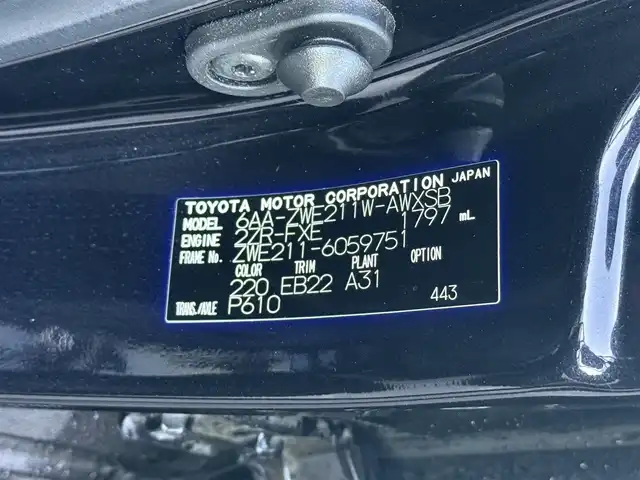 TOYOTA MOTOR CORPORATION JAPAN
MODEL 6AA-ZWE211W-AWXSB
ENGINE 2ZR-FXE 1797 mL
FRAME No. ZWE211-6059751
COLOR TRIM PLANT OPTION
220 EB22 A31
TRANS./AXLE P610 443